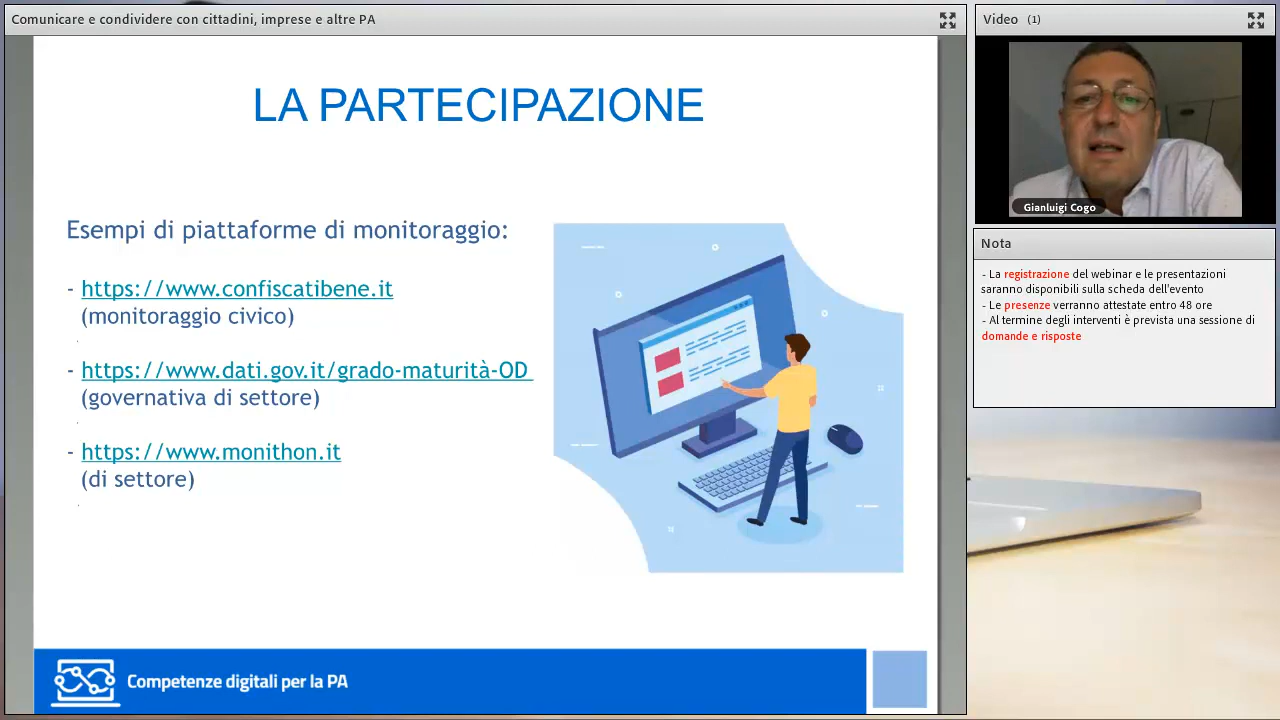 Comunicare e condividere con cittadini, imprese e altre PA
LA PARTECIPAZIONE
Esempi di piattaforme di monitoraggio:
- https://www.confiscatibene.it
(monitoraggio civico)
- https://www.dati.gov.it/grado-maturità-OD
(governativa di settore)
- https://www.monithon.it
(di settore)
Competenze digitali per la PA
Video (1)
Gianluigi Cogo
Nota
- La registrazione del webinar e le presentazioni
saranno disponibili sulla scheda dell'evento
- Le presenze verranno attestate entro 48 ore
- Al termine degli interventi è prevista una sessione di
domande e risposte